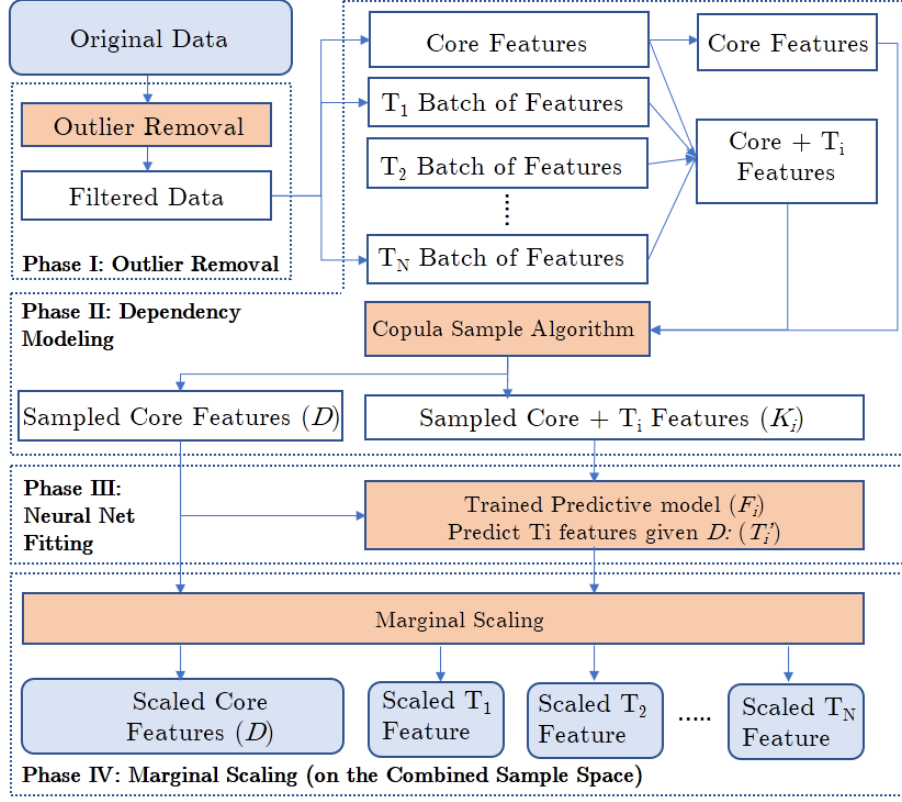 Original Data
Outlier Removal
Filtered Data
Phase I: Outlier Removal
Core Features
T1 Batch of Features
T2 Batch of Features
......
TN Batch of Features
Core Features
Core + Ti
Features
Phase II: Dependency
Modeling
Copula Sample Algorithm
Sampled Core Features (D)
Sampled Core + Ti Features (Ki)
Phase III:
Neural Net
Fitting
Trained Predictive model (Fi)
Predict Ti features given D: (Ti')
Marginal Scaling
Scaled Core
Features (D)
Scaled T1
Feature
Scaled T2
Feature
.....
Scaled TN
Feature
Phase IV: Marginal Scaling (on the Combined Sample Space)